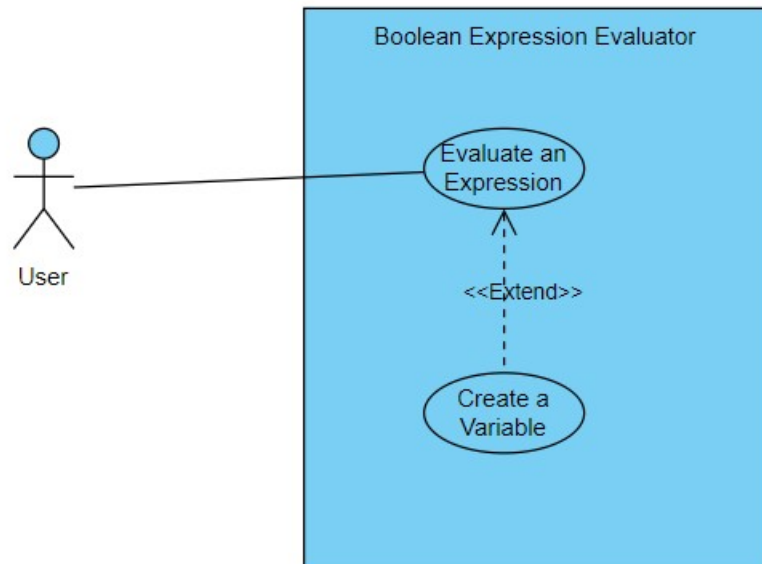 Boolean Expression Evaluator
Evaluate an
Expression
User
<<Extend>>
Create a
Variable